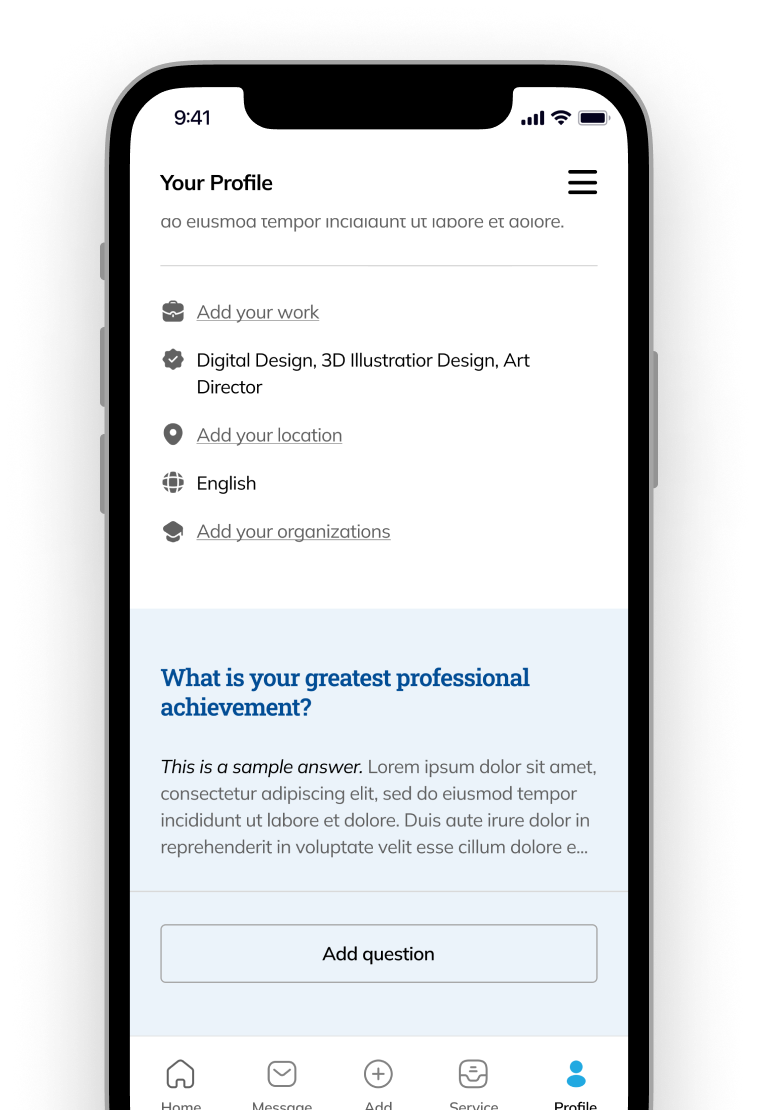 9:41
Your Profile
do eiusmod tempor incididunt ut labore et dolore.
Add your work
Digital Design, 3D Illustratior Design, Art
Director
Add your location
English
Add your organizations
What is your greatest professional
achievement?
This is a sample answer. Lorem ipsum dolor sit amet,
consectetur adipiscing elit, sed do eiusmod tempor
incididunt ut labore et dolore. Duis aute irure dolor in
reprehenderit in voluptate velit esse cillum dolore e...
Add question
Home Message Add Service Profile